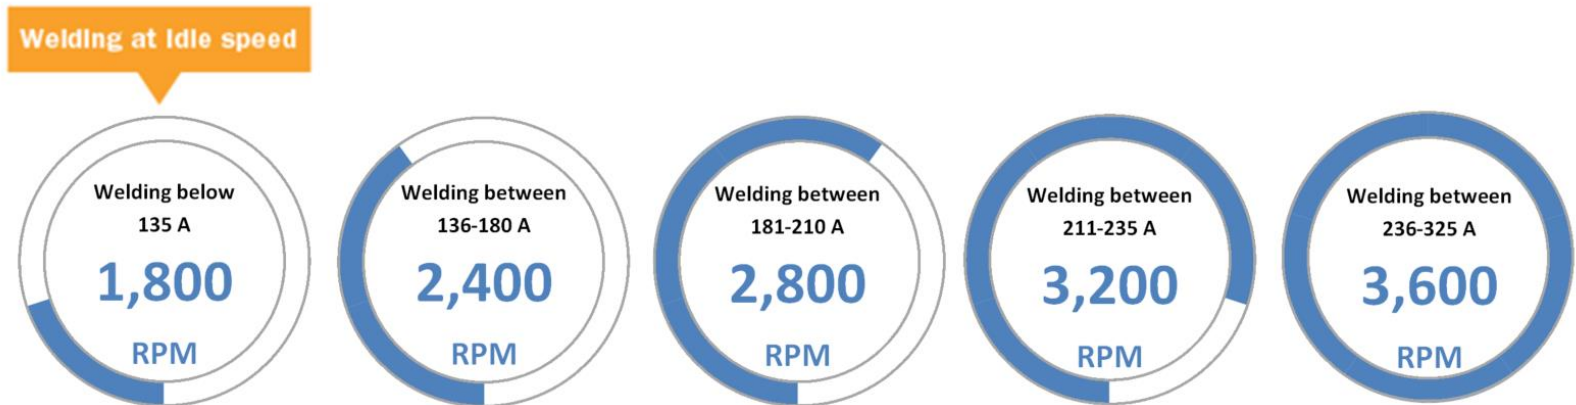 Welding at Idle speed
Welding below
135 A
1,800
RPM
Welding between
136-180 A
2,400
RPM
Welding between
181-210 A
2,800
RPM
Welding between
211-235 A
3,200
RPM
Welding between
236-325 A
3,600
RPM